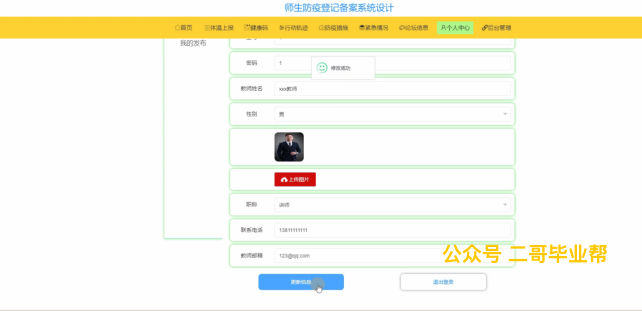 师生防疫登记备案系统设计
首页 体温上报 健康码 行动轨迹 防疫措施 紧急情况 论坛信息 个人中心 后台管理
我的发布
密码 1
修改成功
教师姓名 xxx教师
性别 男
上传图片
职称 讲师
联系电话 13811111111
教师邮箱 123@qq.com
公众号 二哥毕业帮
更新信息 退出登录